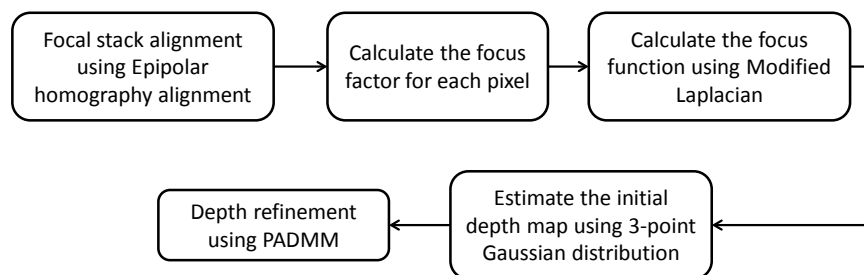 Focal stack alignment
using Epipolar
homography alignment
Calculate the focus
factor for each pixel
Calculate the focus
function using Modified
Laplacian
Estimate the initial
depth map using 3-point
Gaussian distribution
Depth refinement
using PADMM